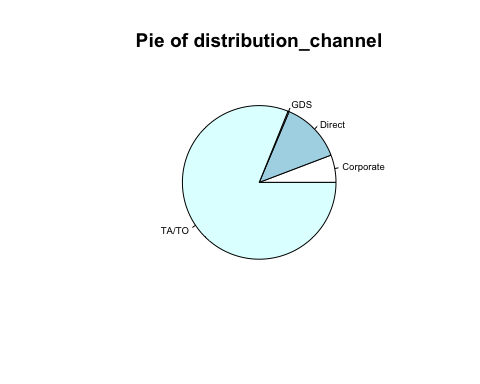 Pie of distribution_channel
GDS
Direct
Corporate
TA/TO